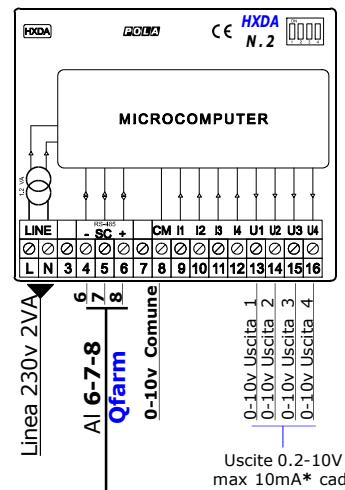 HXDA
POLA
CE
HXDA
N.2
ON
1 2 3 4
MICROCOMPUTER
1.2 VA
LINE
RS-485
- SC +
CM I1 I2 I3 I4 U1 U2 U3 U4
L N 3 4 5 6 7 8 9 10 11 12 13 14 15 16
Linea 230v 2VA
6
7
8
Al 6-7-8
Qfarm
0-10v Comune
0-10v Uscita 1
0-10v Uscita 2
0-10v Uscita 3
0-10v Uscita 4
Uscite 0.2-10V
max 10mA* cad